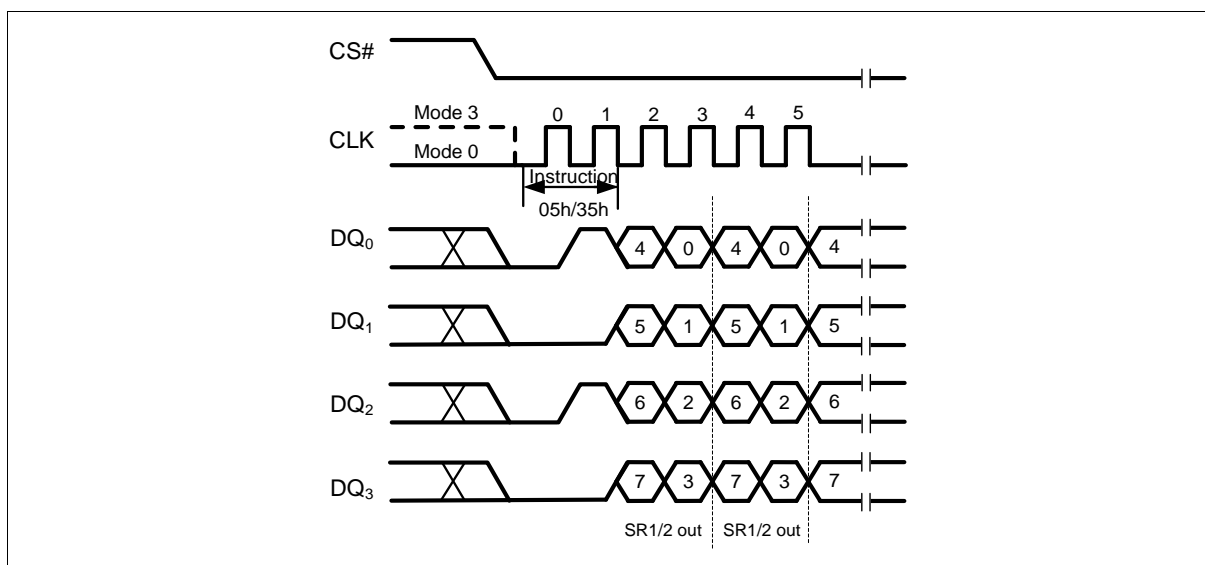 CS#
Mode 3
0 1 2 3 4 5
CLK
Mode 0
Instruction
05h/35h
DQ0
4 0 4 0 4
DQ1
5 1 5 1 5
DQ2
6 2 6 2 6
DQ3
7 3 7 3 7
SR1/2 out SR1/2 out